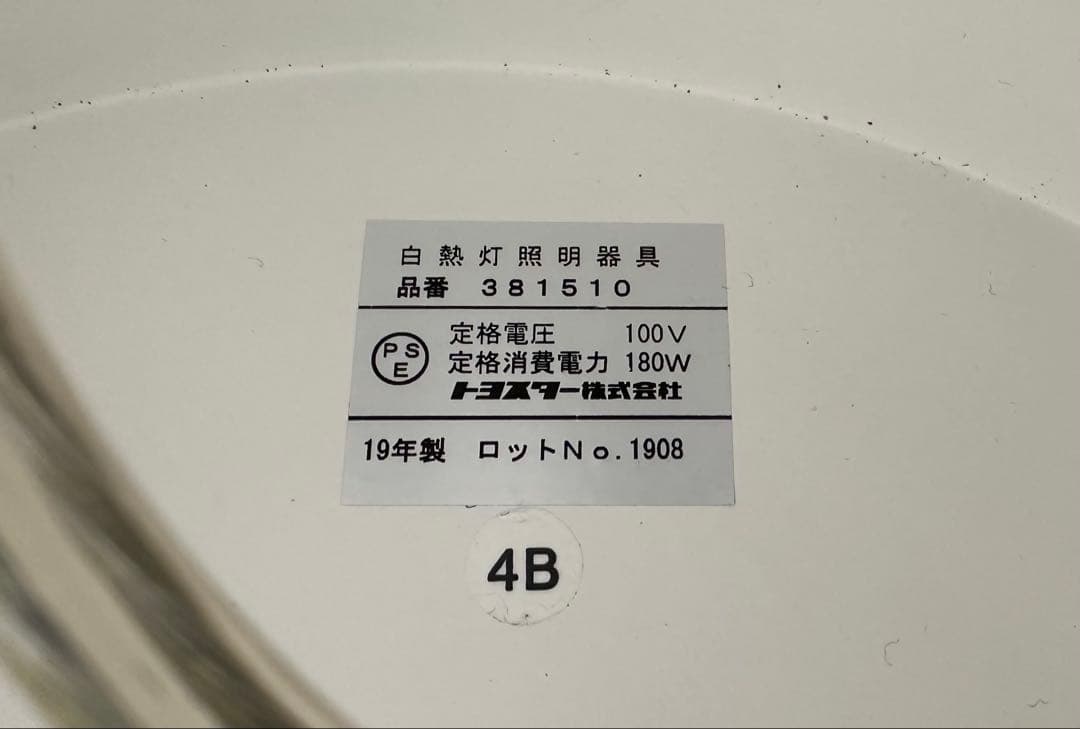 白熱灯照明器具
品番 381510
PSE
定格電圧 100V
定格消費電力 180W
トヨスター株式会社
19年製 ロットNo.1908
4B